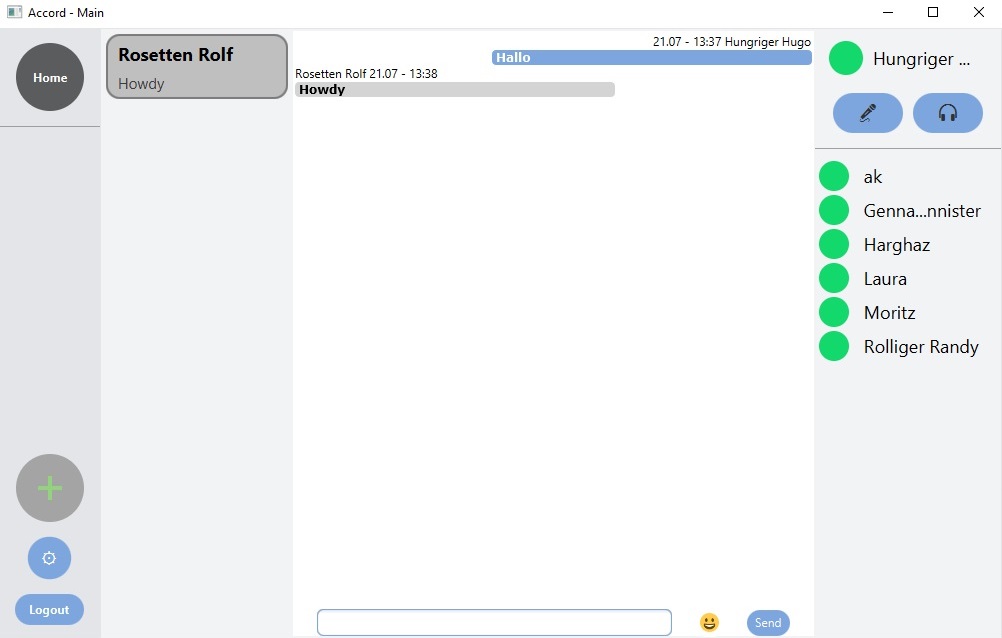 Accord - Main
Home
Rosetten Rolf
Howdy
21.07 - 13:37 Hungriger Hugo
Hallo
Rosetten Rolf 21.07 - 13:38
Howdy
Hungriger ...
ak
Genna...nnister
Harghaz
Laura
Moritz
Rolliger Randy
Logout
Send